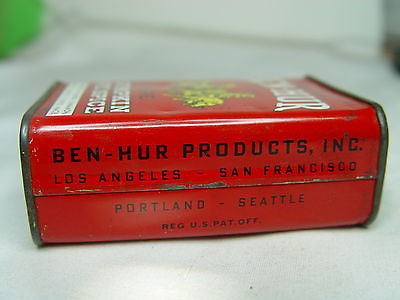 BEN-HUR PRODUCTS, INC.
LOS ANGELES - SAN FRANCISCO
PORTLAND - SEATTLE
REG U.S. PAT. OFF.